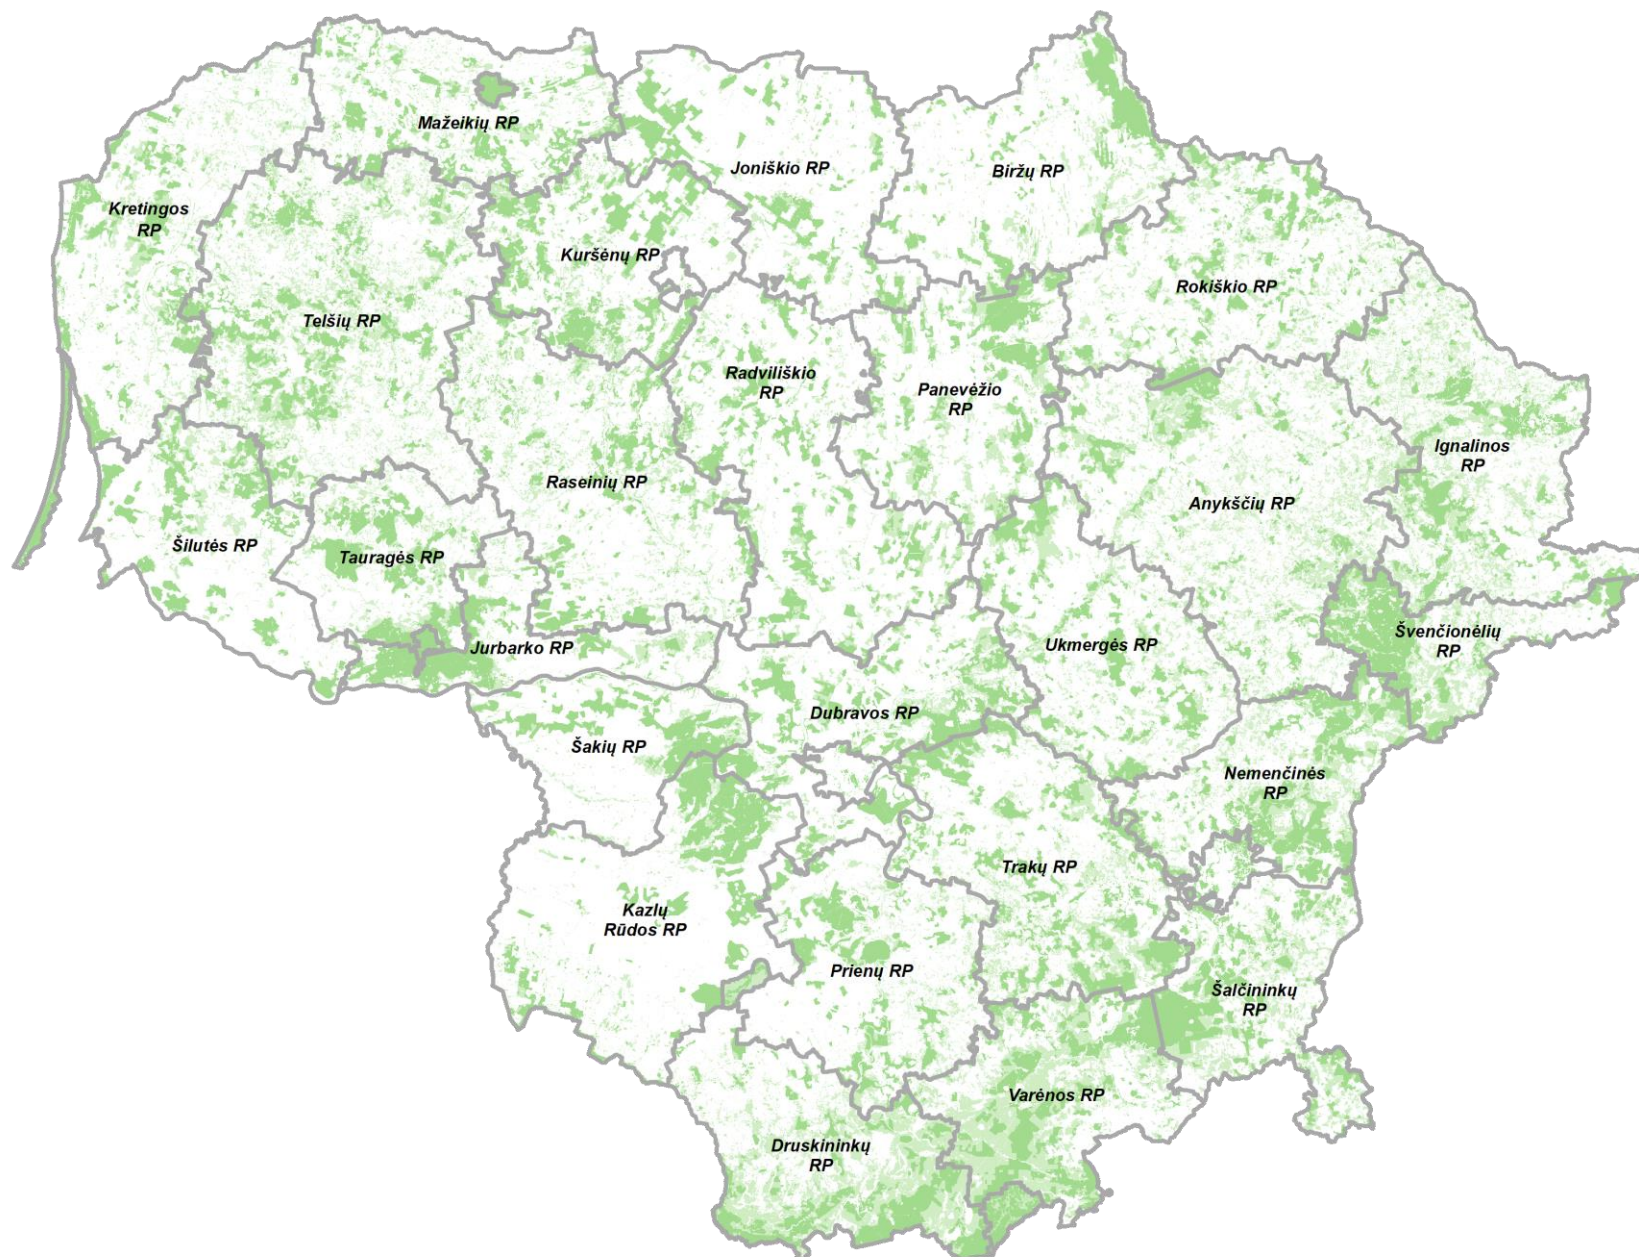 Mažeikių RP
Joniškio RP
Biržų RP
Kretingos
RP
Kuršėnų RP
Rokiškio RP
Telšių RP
Radviliškio
RP
Panevėžio
RP
Ignalinos
RP
Raseinių RP
Anykščių RP
Šilutės RP
Tauragės RP
Jurbarko RP
Ukmergės RP
Švenčionėlių
RP
Dubravos RP
Šakių RP
Nemenčinės
RP
Trakų RP
Kazlų
Rūdos RP
Prienų RP
Šalčininkų
RP
Varėnos RP
Druskininkų
RP